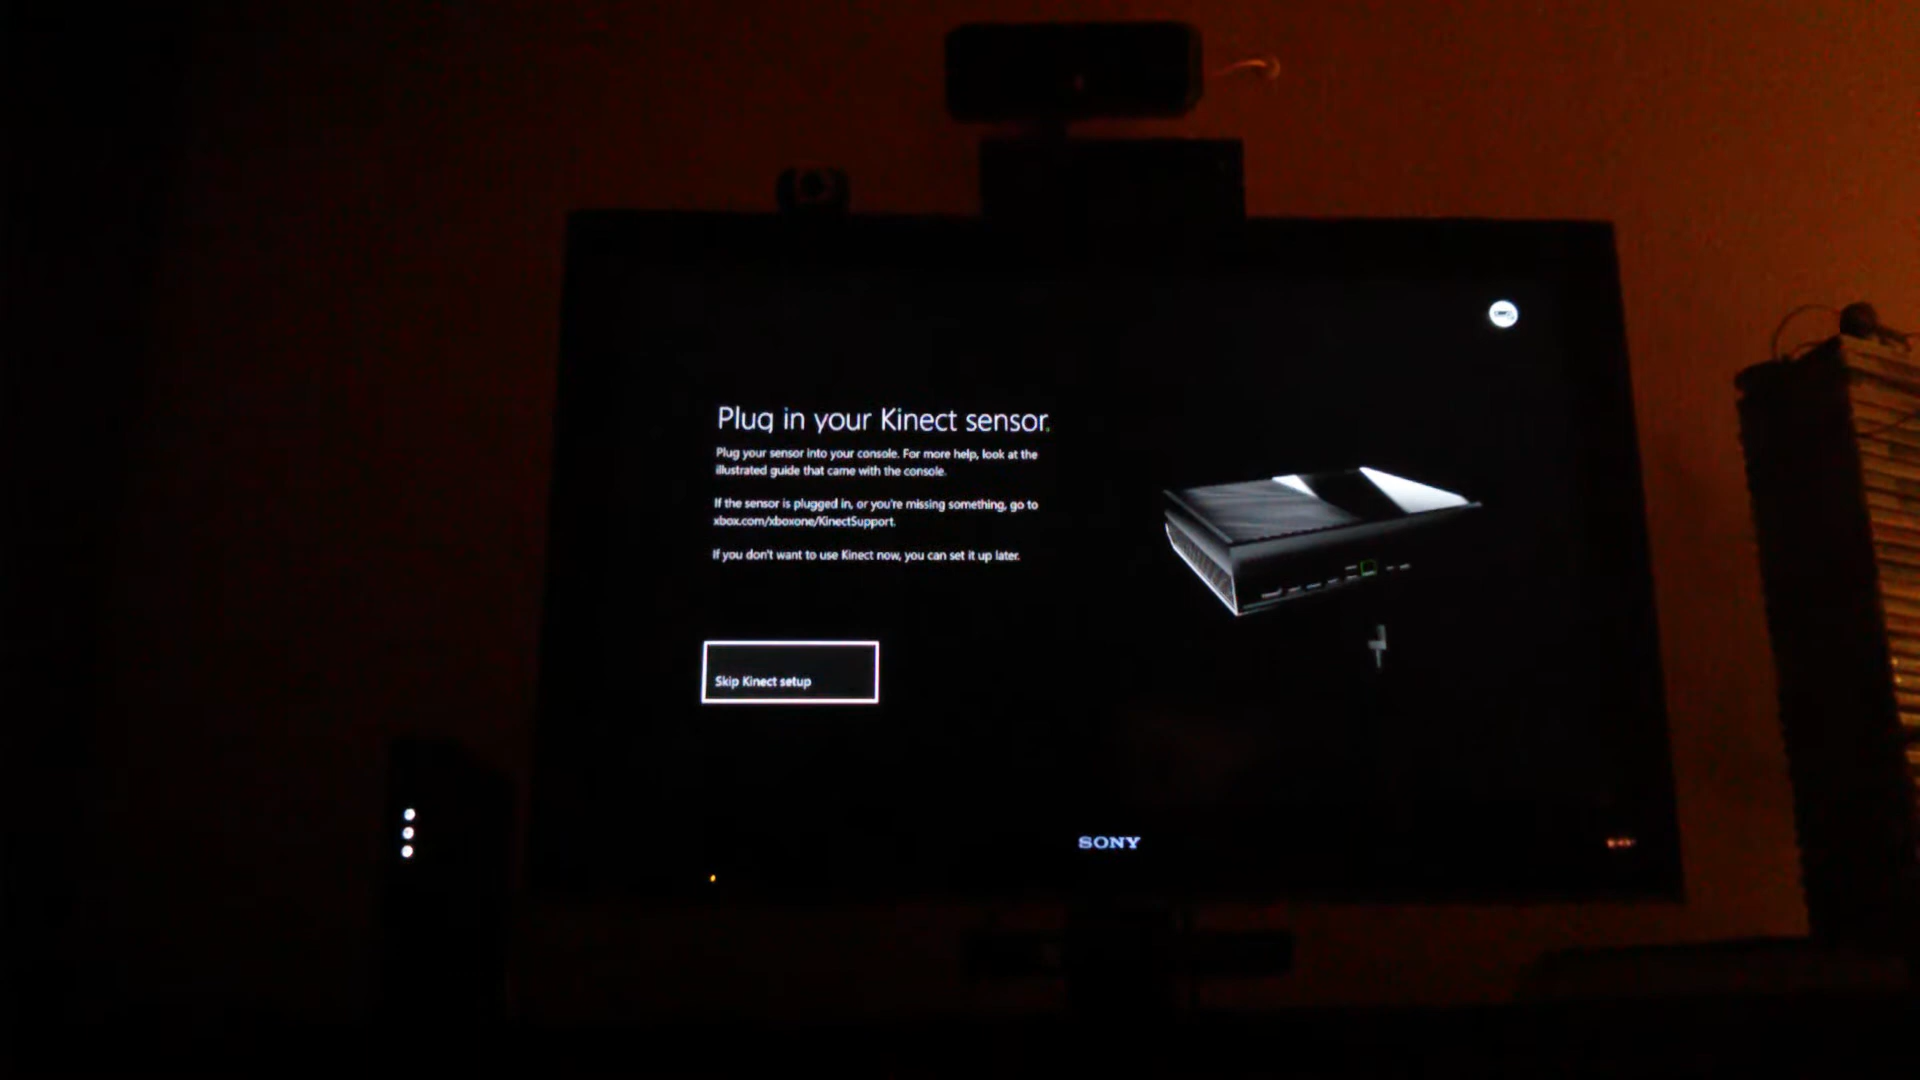 Plug in your Kinect sensor.
Plug your sensor into your console. For more help, look at the
illustrated guide that came with the console.
If the sensor is plugged in, or you're missing something, go to
xbox.com/xboxone/KinectSupport.
If you don't want to use Kinect now, you can set it up later.
Skip Kinect setup
SONY